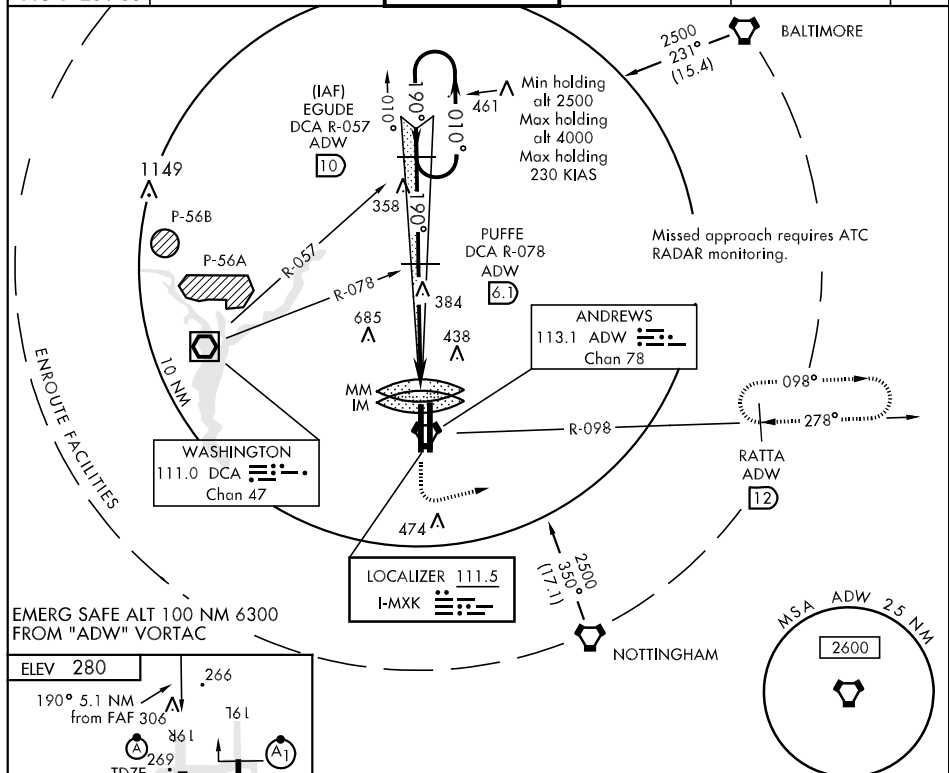 BALTIMORE
2500
231°
(15.4)
(IAF)
EGUDE
DCA R-057
ADW
10
010°
190°
010°
461
Min holding
alt 2500
Max holding
alt 4000
Max holding
230 KIAS
1149
P-56B
P-56A
358
190°
R-057
R-078
PUFFE
DCA R-078
ADW
6.1
Missed approach requires ATC
RADAR monitoring.
384
685
438
ANDREWS
113.1 ADW
Chan 78
10 NM
ENROUTE FACILITIES
MM
IM
098°
278°
R-098
RATTA
ADW
12
WASHINGTON
111.0 DCA
Chan 47
474
LOCALIZER 111.5
I-MXK
2500
350°
(17.1)
NOTTINGHAM
EMERG SAFE ALT 100 NM 6300
FROM "ADW" VORTAC
MSA ADW 25 NM
2600
ELEV 280
190° 5.1 NM
from FAF
306
266
19L
19R
A
269
A1
TDZE